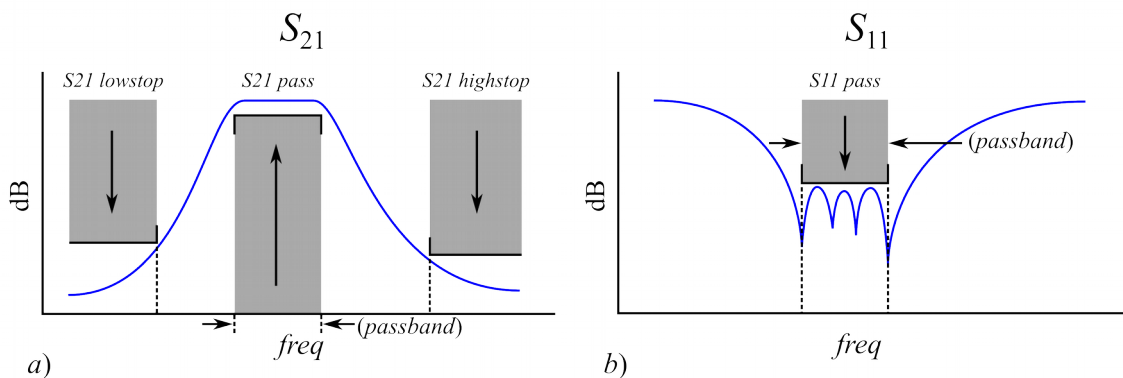 S21
S21 lowstop
S21 pass
S21 highstop
dB
(passband)
freq
a)
S11
S11 pass
(passband)
dB
freq
b)